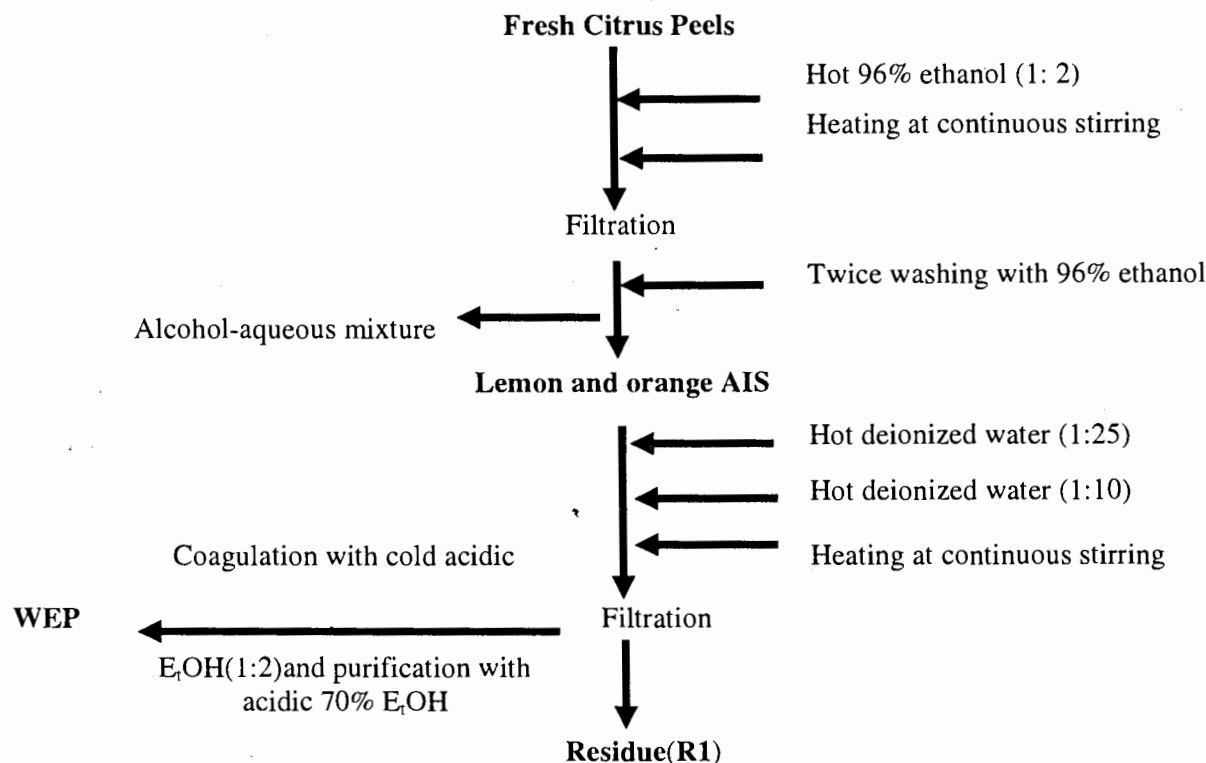 Fresh Citrus Peels
Hot 96% ethanol (1: 2)
Heating at continuous stirring
Filtration
Twice washing with 96% ethanol
Alcohol-aqueous mixture
Lemon and orange AIS
Hot deionized water (1:25)
Hot deionized water (1:10)
Heating at continuous stirring
Coagulation with cold acidic
WEP
Filtration
EtOH(1:2)and purification with
acidic 70% EtOH
Residue(R1)